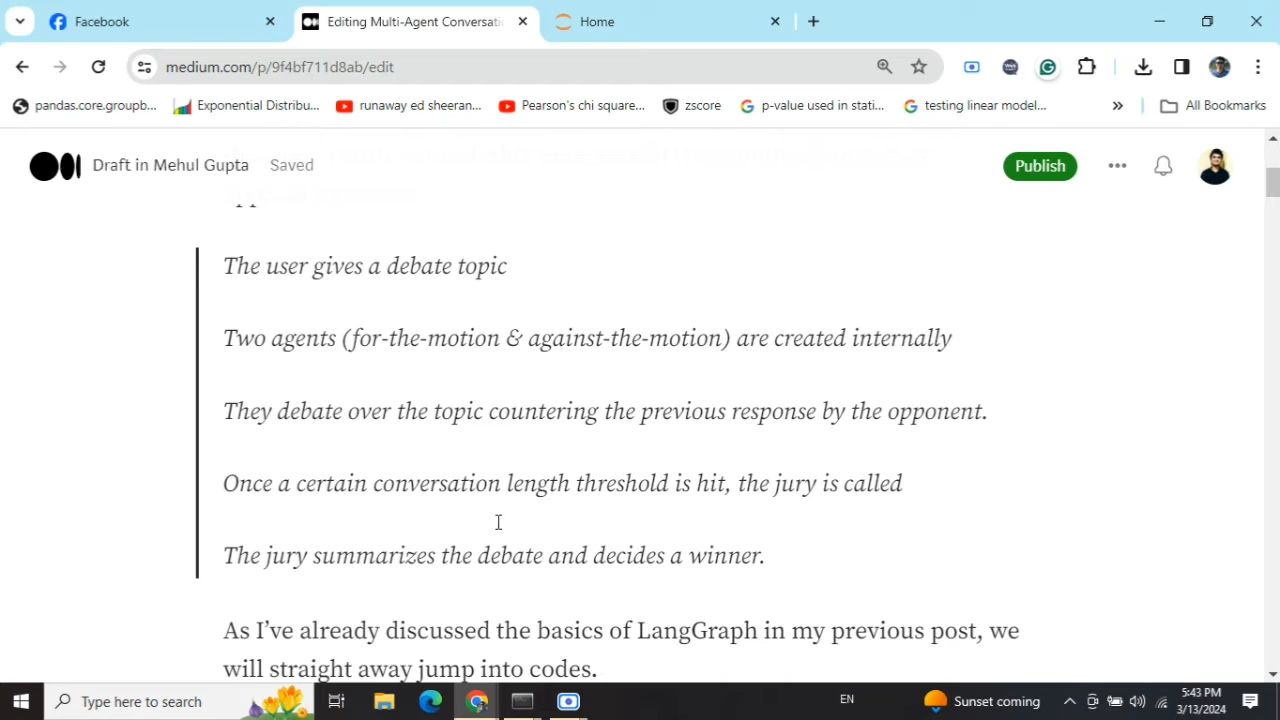 Facebook
Editing Multi-Agent Conversati
Home
medium.com/p/9f4bf711d8ab/edit
pandas.core.groupb...
Exponential Distribu...
runaway ed sheeran...
Pearson's chi square...
zscore
p-value used in stati...
testing linear model...
All Bookmarks
Draft in Mehul Gupta
Saved
Publish
The user gives a debate topic
Two agents (for-the-motion & against-the-motion) are created internally
They debate over the topic countering the previous response by the opponent.
Once a certain conversation length threshold is hit, the jury is called
The jury summarizes the debate and decides a winner.
As I've already discussed the basics of LangGraph in my previous post, we
will straight away jump into codes.
Type here to search
EN
Sunset coming
5:43 PM
3/13/2024